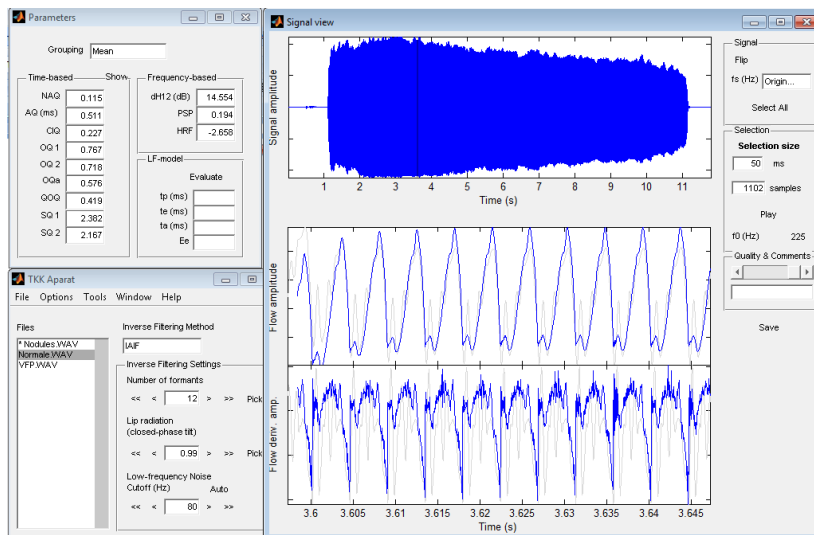 Parameters
Grouping Mean
Time-based Show
NAQ 0.115
AQ (ms) 0.511
ClQ 0.227
OQ 1 0.767
OQ 2 0.718
OQa 0.576
QOQ 0.419
SQ 1 2.382
SQ 2 2.167
Frequency-based
dH12 (dB) 14.554
PSP 0.194
HRF -2.658
LF-model
Evaluate
tp (ms)
te (ms)
ta (ms)
Ee
TKK Aparat
File Options Tools Window Help
Files
* Nodules.WAV
Normale.WAV
VFP.WAV
Inverse Filtering Method
IAIF
Inverse Filtering Settings
Number of formants
<< < 12 > >> Pick
Lip radiation
(closed-phase tilt)
<< < 0.99 > >> Pick
Low-frequency Noise
Cutoff (Hz) Auto
<< < 80 > >>
Signal view
Signal amplitude
1 2 3 4 5 6 7 8 9 10 11
Time (s)
Flow amplitude
Flow derv. amp.
3.6 3.605 3.61 3.615 3.62 3.625 3.63 3.635 3.64 3.645
Time (s)
Signal
Flip
fs (Hz) Origin...
Select All
Selection
Selection size
50 ms
1102 samples
Play
f0 (Hz) 225
Quality & Comments
Save